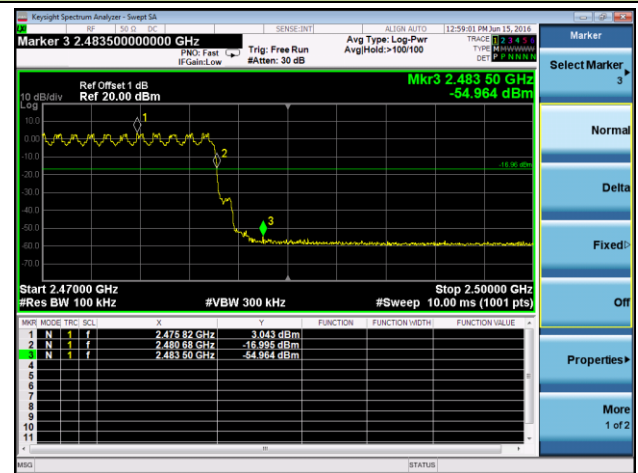 Keysight Spectrum Analyzer - Swept SA
RF 50 Ω DC SENSE:INT ALIGN AUTO 12:59:01 PM Jun 15, 2016
Marker 3 2.483500000000 GHz
PNO: Fast
IFGain:Low
Trig: Free Run
#Atten: 30 dB
Avg Type: Log-Pwr
Avg|Hold:>100/100
TRACE 1 2 3 4 5 6
TYPE M
DET P P N N N N
Ref Offset 1 dB
10 dB/div Ref 20.00 dBm
Log
Mkr3 2.483 50 GHz
-54.964 dBm
10.0
0.00
-10.0
-20.0
-30.0
-40.0
-50.0
-60.0
1
2
3
-16.96 dBm
Start 2.47000 GHz Stop 2.50000 GHz
#Res BW 100 kHz #VBW 300 kHz #Sweep 10.00 ms (1001 pts)
MKR MODE TRC SCL X Y FUNCTION FUNCTION WIDTH FUNCTION VALUE
1 N 1 f 2.475 82 GHz 3.043 dBm
2 N 1 f 2.480 68 GHz -16.995 dBm
3 N 1 f 2.483 50 GHz -54.964 dBm
4
5
6
7
8
9
10
11
MSG STATUS
Marker
Select Marker
3
Normal
Delta
Fixed
Off
Properties
More
1 of 2